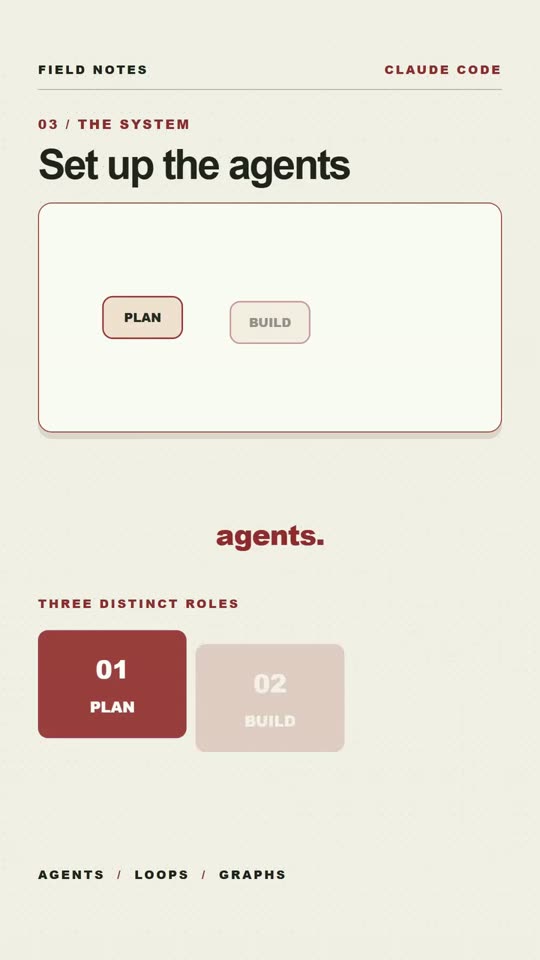 FIELD NOTES
CLAUDE CODE
03 / THE SYSTEM
Set up the agents
PLAN
BUILD
agents.
THREE DISTINCT ROLES
01
PLAN
02
BUILD
AGENTS / LOOPS / GRAPHS